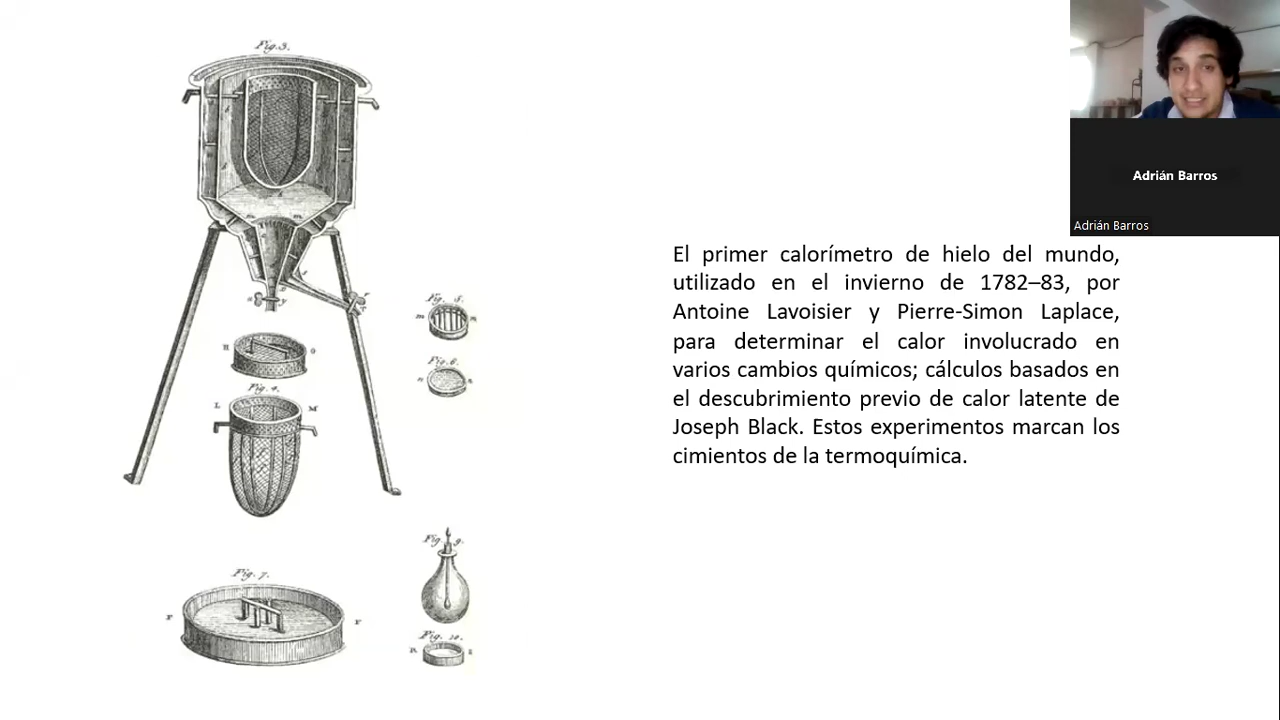 Fig. 3.
Fig. 5.
m
n
H
O
Fig. 6.
n
Fig. 4.
L
M
Fig. 9.
Fig. 7.
F
Fig. 10.
Adrián Barros
Adrián Barros
El primer calorímetro de hielo del mundo,
utilizado en el invierno de 1782–83, por
Antoine Lavoisier y Pierre-Simon Laplace,
para determinar el calor involucrado en
varios cambios químicos; cálculos basados en
el descubrimiento previo de calor latente de
Joseph Black. Estos experimentos marcan los
cimientos de la termoquímica.